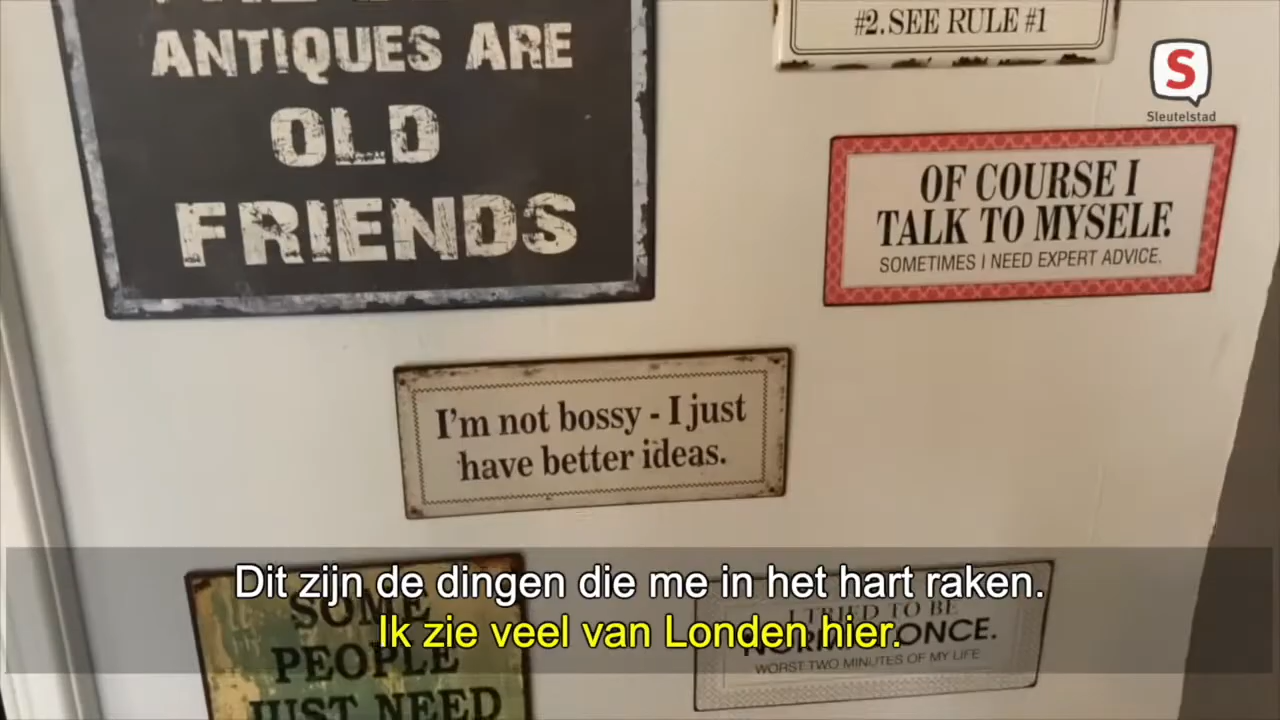 ANTIQUES ARE
OLD
FRIENDS
#2. SEE RULE #1
Sleutelstad
OF COURSE I
TALK TO MYSELF.
SOMETIMES I NEED EXPERT ADVICE.
I'm not bossy - I just
have better ideas.
SOME
PEOPLE
JUST NEED
I TRIED TO BE
NORMAL ONCE.
WORST TWO MINUTES OF MY LIFE
Dit zijn de dingen die me in het hart raken.
Ik zie veel van Londen hier.